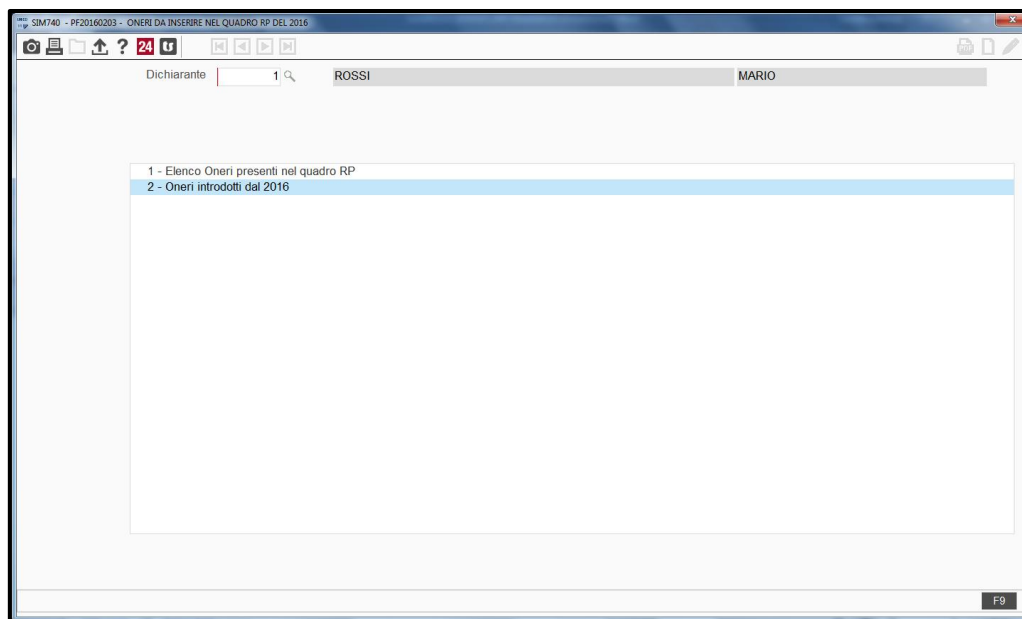 SIM740 - PF20160203 - ONERI DA INSERIRE NEL QUADRO RP DEL 2016
? 24
Dichiarante 1 ROSSI MARIO
1 - Elenco Oneri presenti nel quadro RP
2 - Oneri introdotti dal 2016
F9